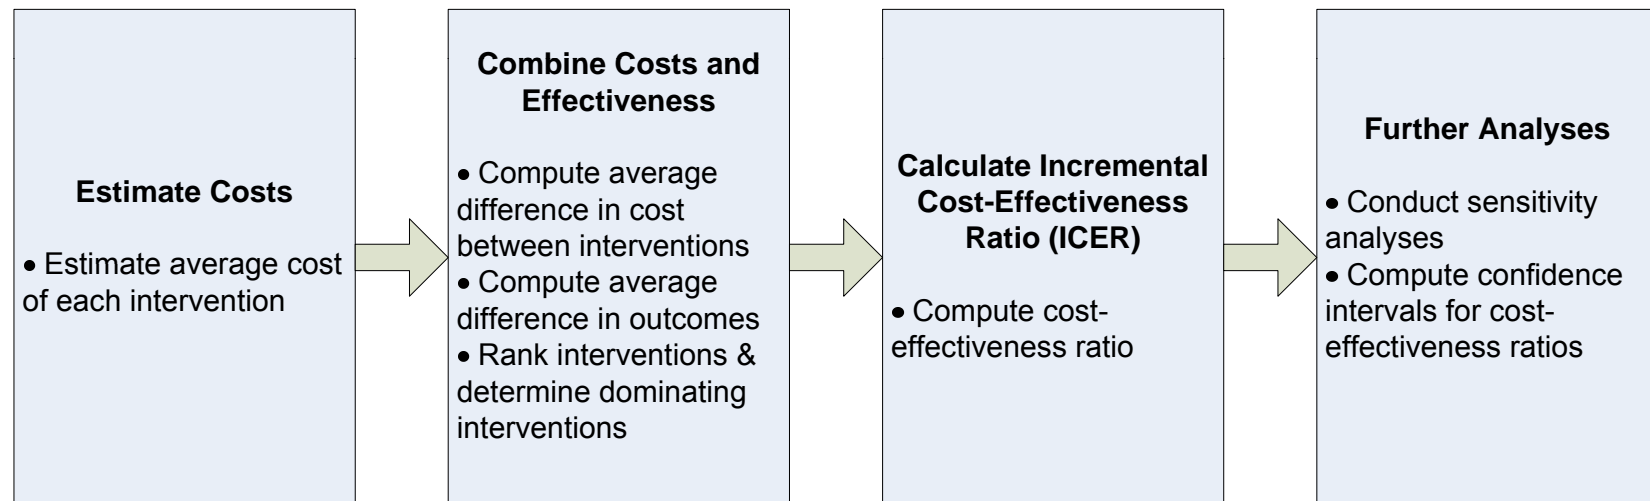 Estimate Costs
• Estimate average cost
of each intervention
Combine Costs and
Effectiveness
• Compute average
difference in cost
between interventions
• Compute average
difference in outcomes
• Rank interventions &
determine dominating
interventions
Calculate Incremental
Cost-Effectiveness
Ratio (ICER)
• Compute cost-
effectiveness ratio
Further Analyses
• Conduct sensitivity
analyses
• Compute confidence
intervals for cost-
effectiveness ratios